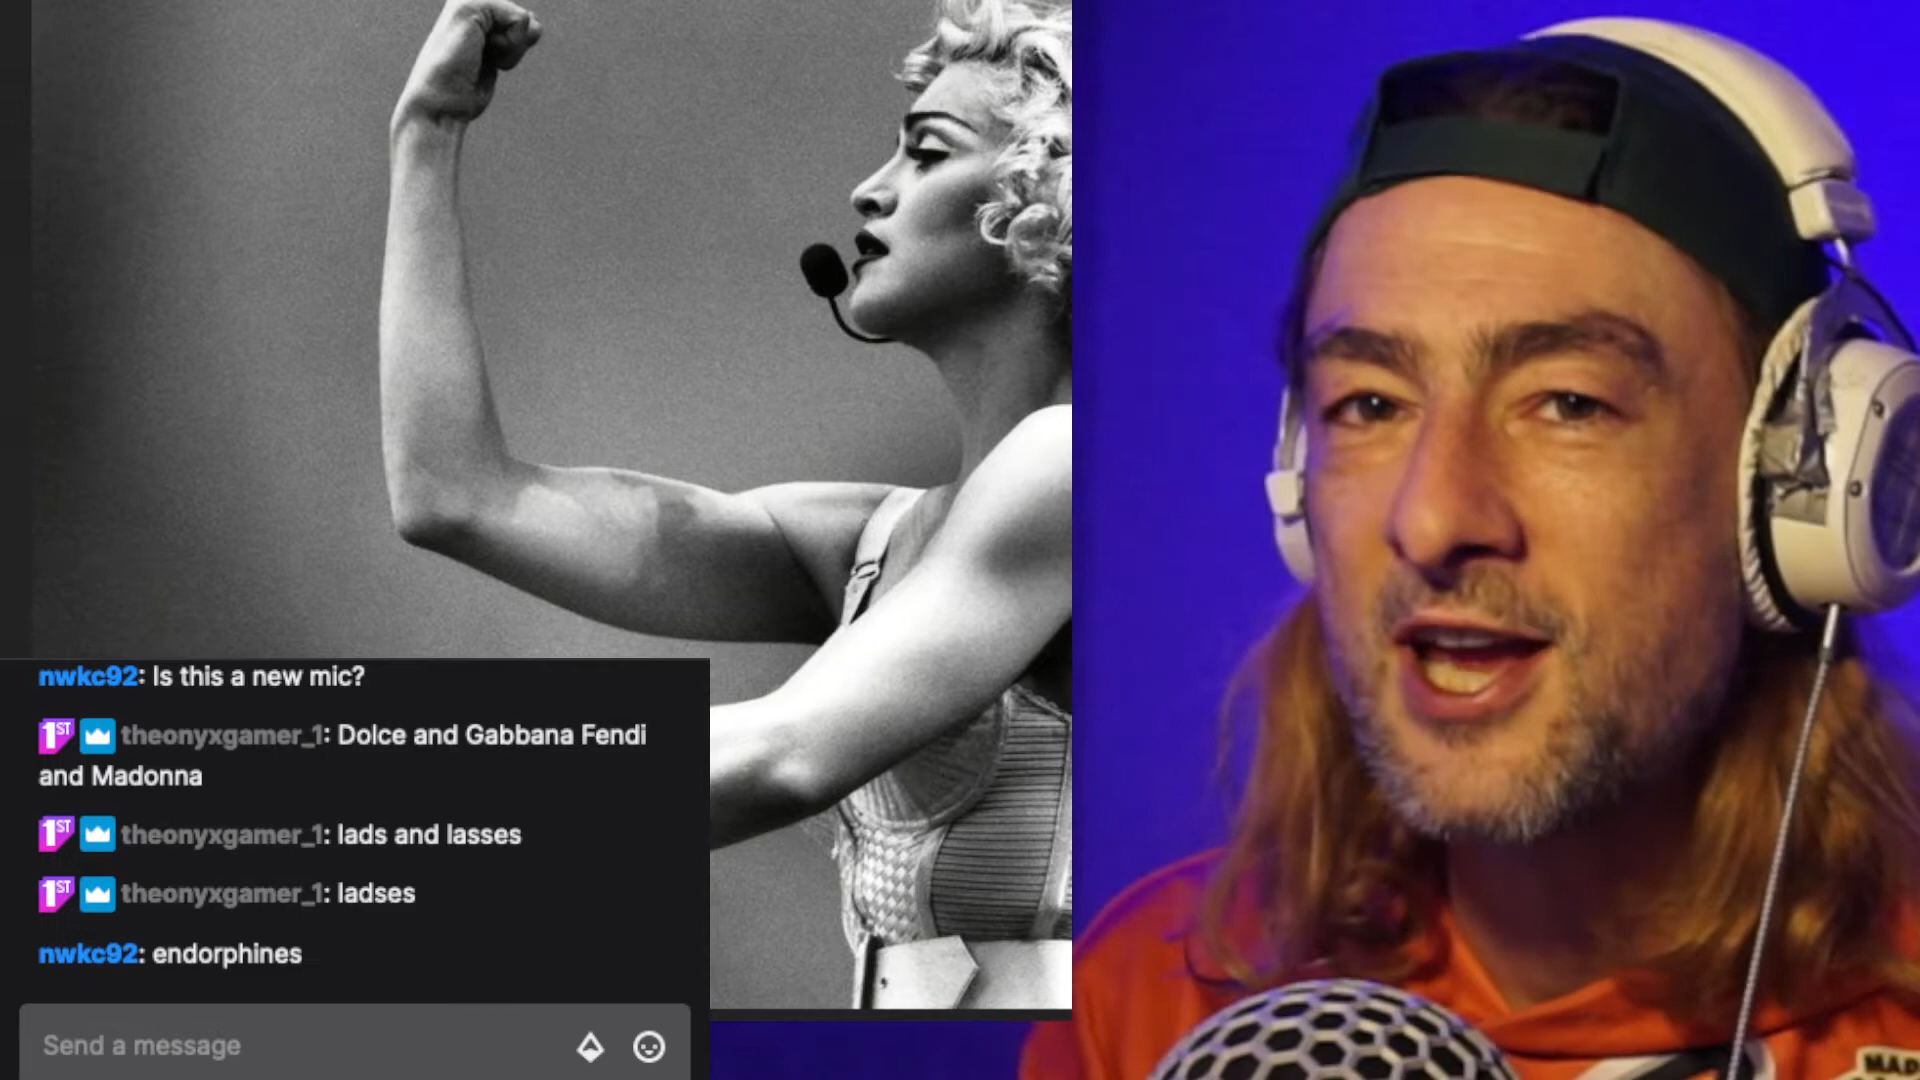 nwkc92: Is this a new mic?
1ST theonyxgamer_1: Dolce and Gabbana Fendi
and Madonna
1ST theonyxgamer_1: lads and lasses
1ST theonyxgamer_1: ladses
nwkc92: endorphines
Send a message